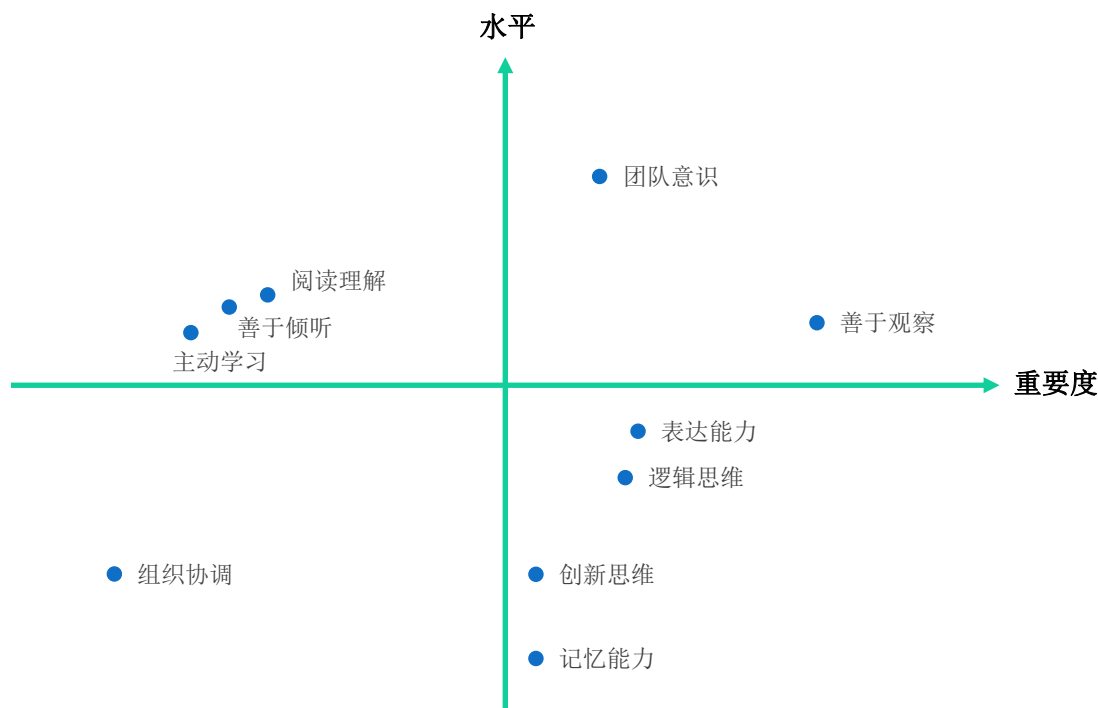 水平
团队意识
阅读理解
善于倾听
善于观察
主动学习
重要度
表达能力
逻辑思维
组织协调
创新思维
记忆能力